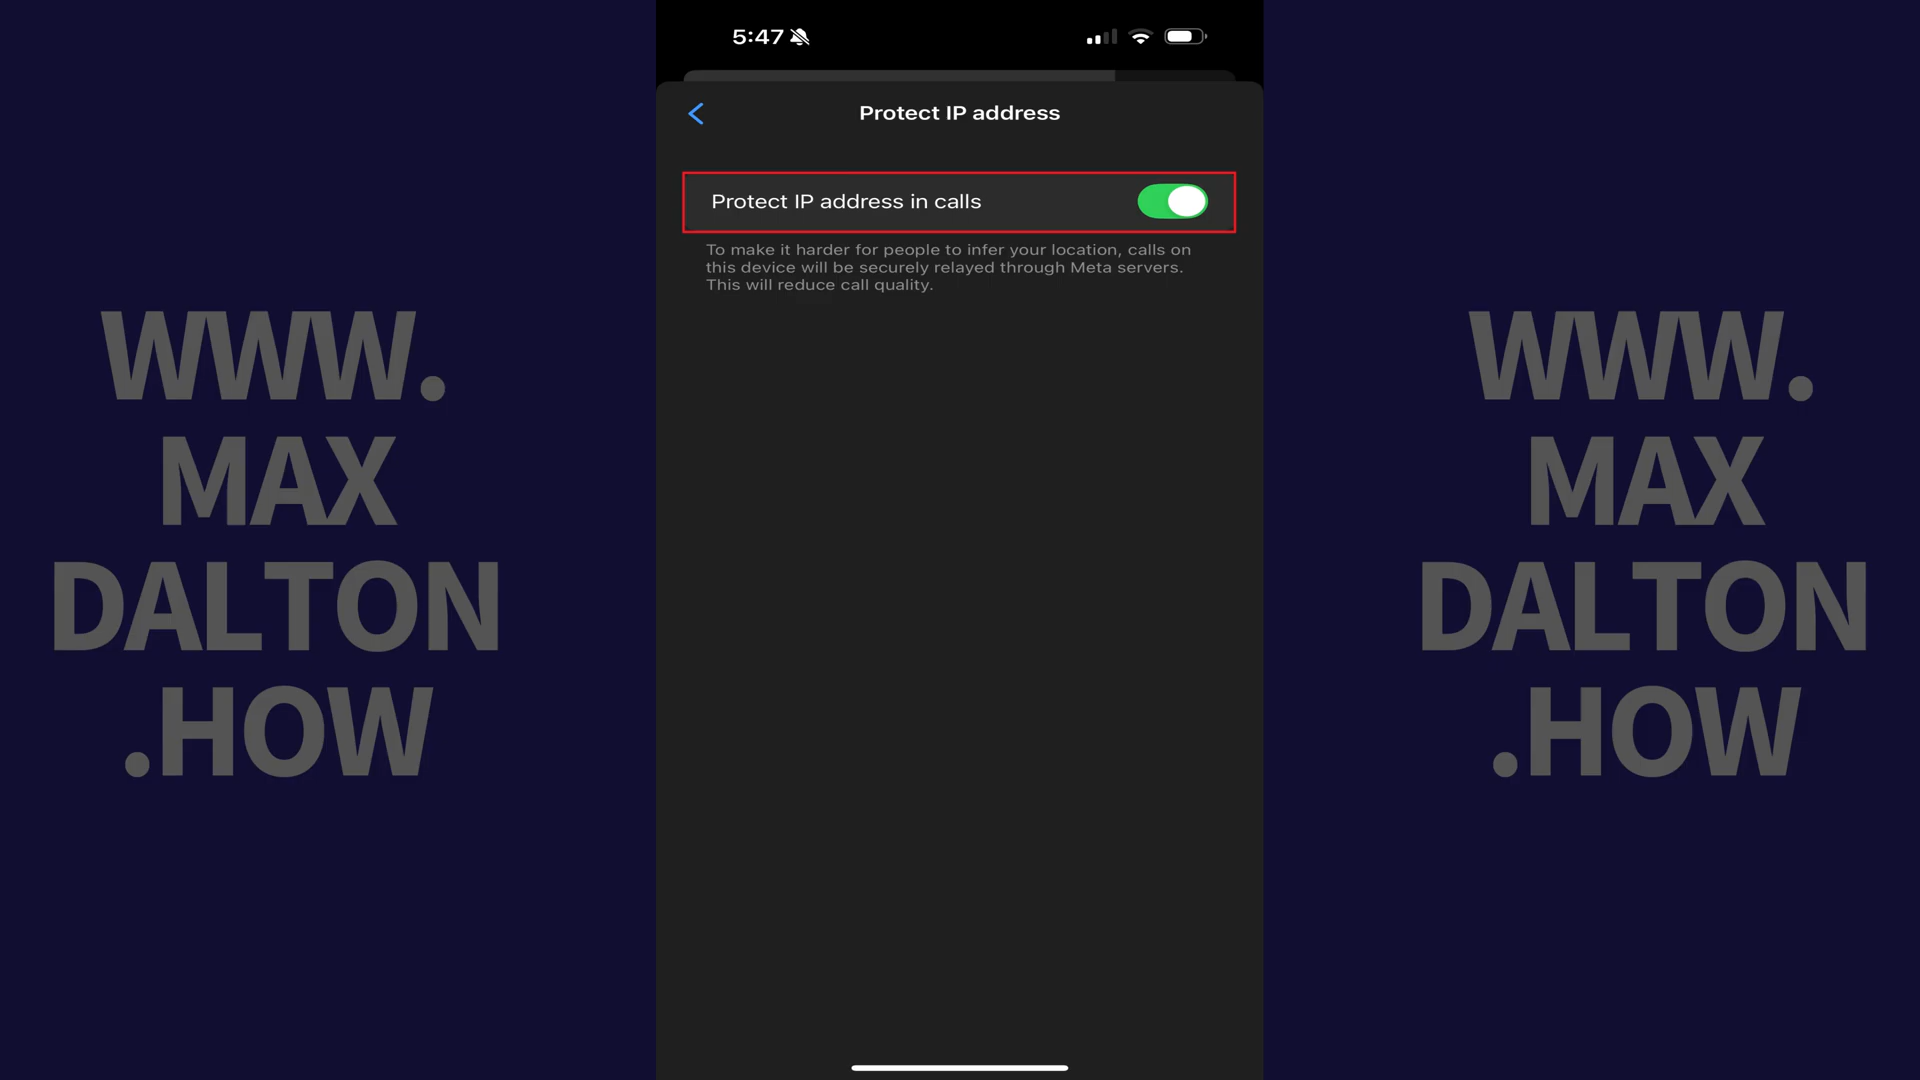 5:47
Protect IP address
Protect IP address in calls
To make it harder for people to infer your location, calls on
this device will be securely relayed through Meta servers.
This will reduce call quality.
WWW.
MAX
DALTON
.HOW
WWW.
MAX
DALTON
.HOW